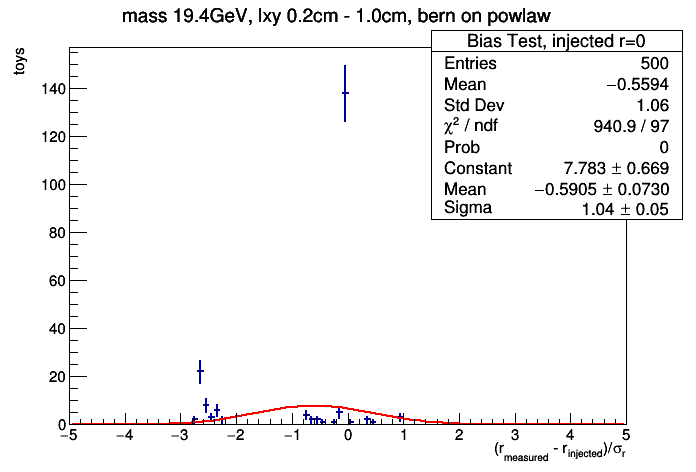 mass 19.4GeV, lxy 0.2cm - 1.0cm, bern on powlaw
toys
Bias Test, injected r=0
Entries 500
Mean −0.5594
Std Dev 1.06
χ² / ndf 940.9 / 97
Prob 0
Constant 7.783 ± 0.669
Mean −0.5905 ± 0.0730
Sigma 1.04 ± 0.05
140
120
100
80
60
40
20
0
−5 −4 −3 −2 −1 0 1 2 3 4 5
(r_measured - r_injected)/σ_r